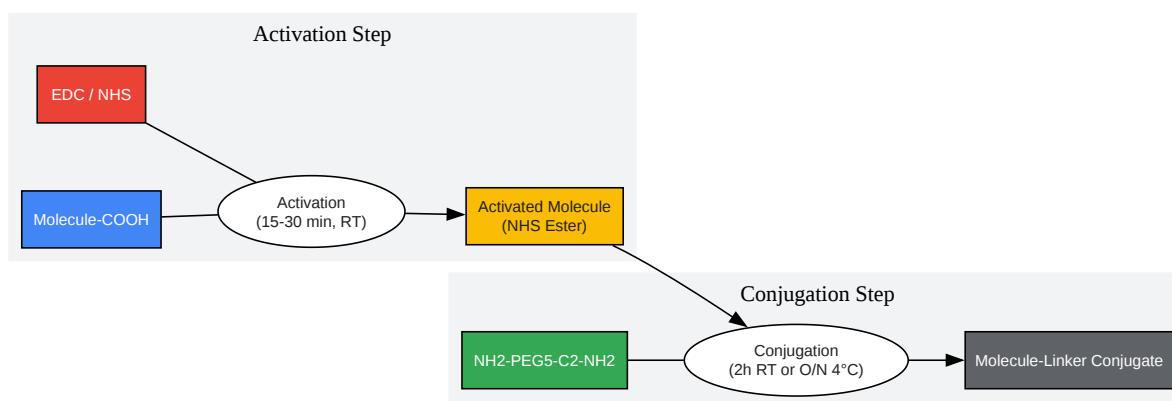 Activation Step
EDC / NHS
Molecule-COOH
Activation
(15-30 min, RT)
Activated Molecule
(NHS Ester)
Conjugation Step
NH2-PEG5-C2-NH2
Conjugation
(2h RT or O/N 4°C)
Molecule-Linker Conjugate